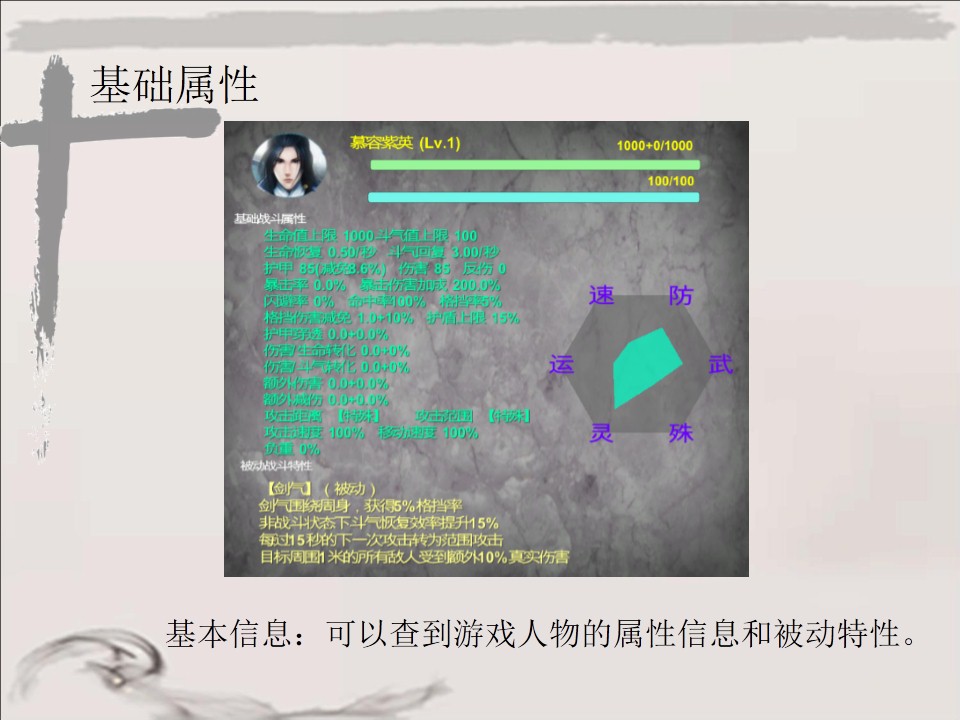 基础属性
慕容紫英 (Lv.1)
1000+0/1000
100/100
基础战斗属性
生命值上限 1000 斗气值上限 100
生命恢复 0.50/秒 斗气回复 3.00/秒
护甲 85(减免8.6%) 伤害 85 反伤 0
暴击率 0.0% 暴击伤害加成 200.0%
闪避率 0% 命中率100% 格挡率5%
格挡伤害减免 1.0+10% 护盾上限 15%
护甲穿透 0.0+0.0%
伤害/生命转化 0.0+0%
伤害/斗气转化 0.0+0%
额外伤害 0.0+0.0%
额外减伤 0.0+0.0%
攻击距离 【特殊】 攻击范围 【特殊】
攻击速度 100% 移动速度 100%
抗重 0%
速 防
运 武
灵 殊
被动战斗特性
【剑气】（被动）
剑气围绕周身，获得5%格挡率
非战斗状态下斗气恢复效率提升15%
每过15秒的下一次攻击转为范围攻击
目标周围1米的所有敌人受到额外10%真实伤害
基本信息：可以查到游戏人物的属性信息和被动特性。